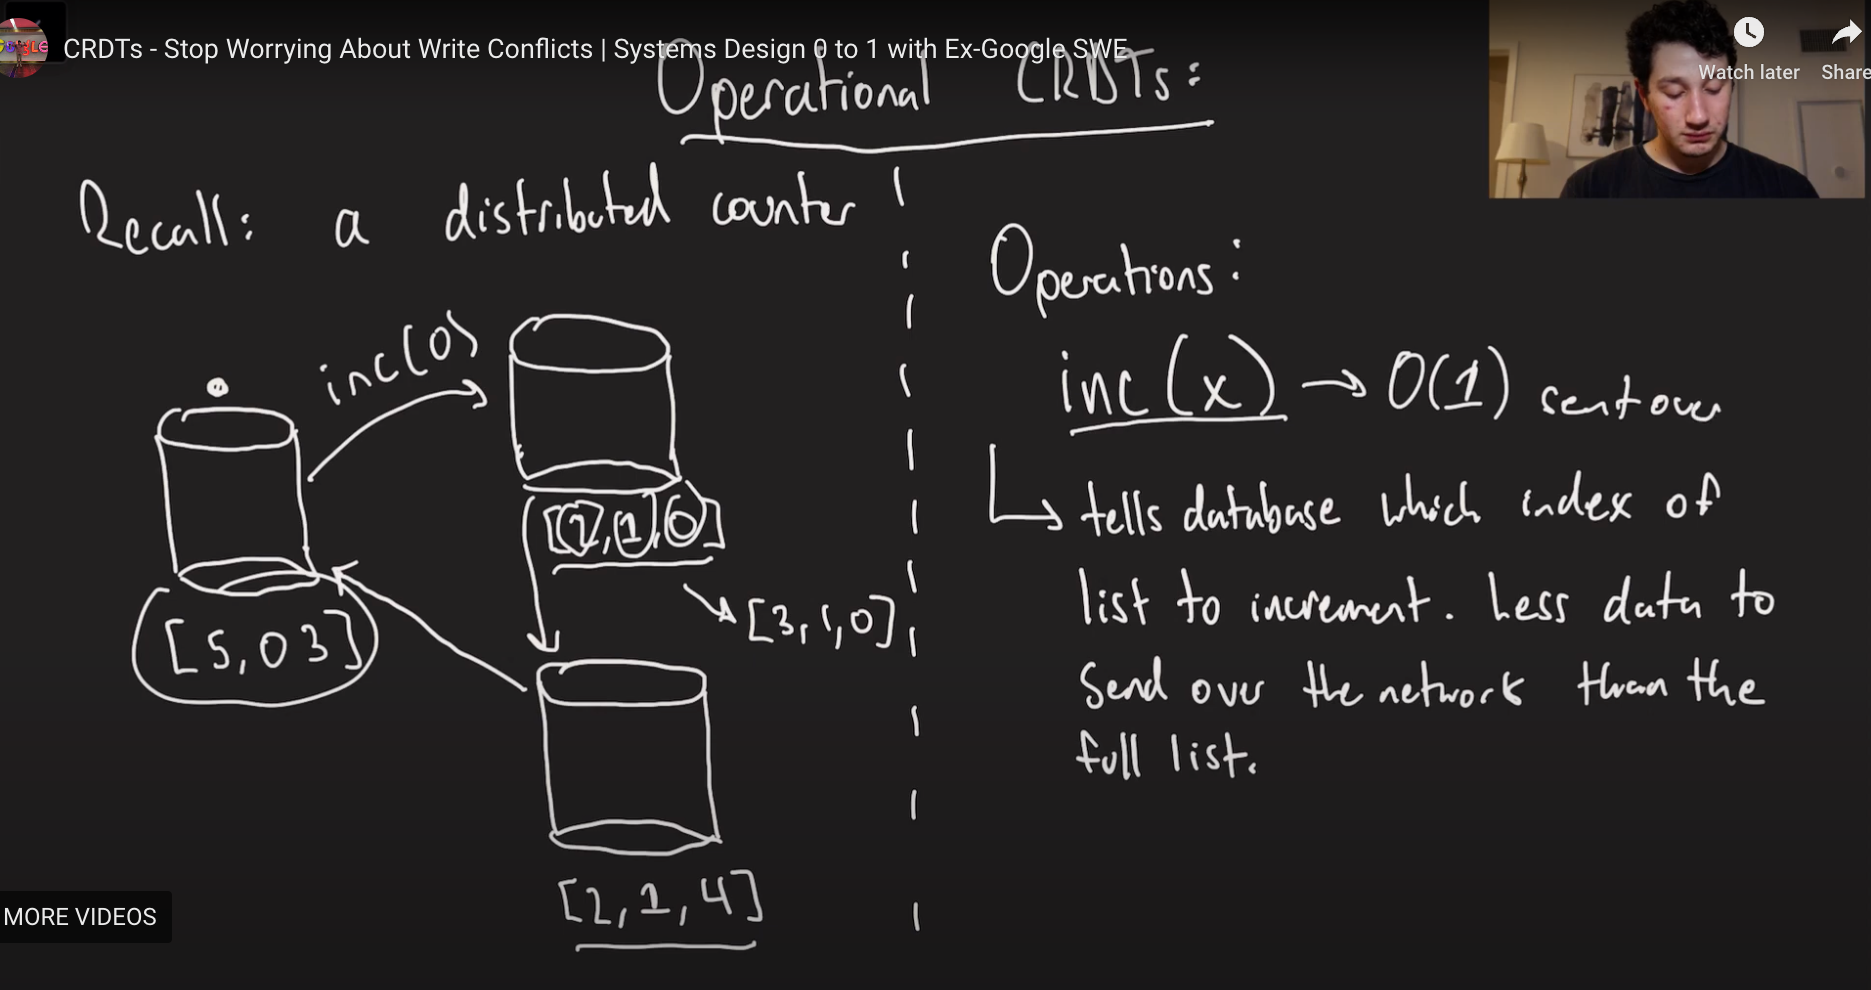 CRDTs - Stop Worrying About Write Conflicts | Systems Design 0 to 1 with Ex-Google SWE
Watch later
Share
Operational CRDTs:
Recall: a distributed counter
inc(0)
[2,1,0]
[3,1,0]
[5,0 3]
[2,1,4]
Operations:
inc(x) → O(1) sent over
↳ tells database which index of
list to increment. Less data to
Send over the network than the
full list.
MORE VIDEOS